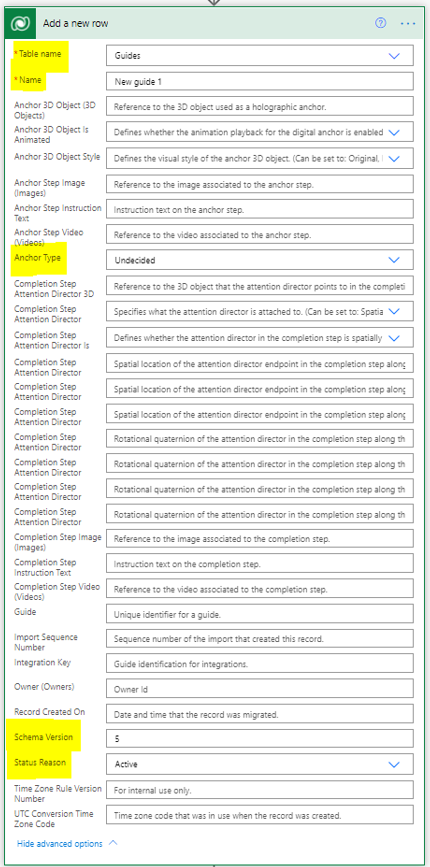 Add a new row
* Table name
Guides
* Name
New guide 1
Anchor 3D Object (3D
Objects)
Reference to the 3D object used as a holographic anchor.
Anchor 3D Object Is
Animated
Defines whether the animation playback for the digital anchor is enabled
Anchor 3D Object Style
Defines the visual style of the anchor 3D object. (Can be set to: Original,
Anchor Step Image
(Images)
Reference to the image associated to the anchor step.
Anchor Step Instruction
Text
Instruction text on the anchor step.
Anchor Step Video
(Videos)
Reference to the video associated to the anchor step.
Anchor Type
Undecided
Completion Step
Attention Director 3D
Reference to the 3D object that the attention director points to in the completi
Completion Step
Attention Director
Specifies what the attention director is attached to. (Can be set to: Spatia
Completion Step
Attention Director Is
Defines whether the attention director in the completion step is spatially
Completion Step
Attention Director
Spatial location of the attention director endpoint in the completion step along
Completion Step
Attention Director
Spatial location of the attention director endpoint in the completion step along
Completion Step
Attention Director
Spatial location of the attention director endpoint in the completion step along
Completion Step
Attention Director
Rotational quaternion of the attention director in the completion step along th
Completion Step
Attention Director
Rotational quaternion of the attention director in the completion step along th
Completion Step
Attention Director
Rotational quaternion of the attention director in the completion step along th
Completion Step
Attention Director
Rotational quaternion of the attention director in the completion step along th
Completion Step Image
(Images)
Reference to the image associated to the completion step.
Completion Step
Instruction Text
Instruction text on the completion step.
Completion Step Video
(Videos)
Reference to the video associated to the completion step.
Guide
Unique identifier for a guide.
Import Sequence
Number
Sequence number of the import that created this record.
Integration Key
Guide identification for integrations.
Owner (Owners)
Owner Id
Record Created On
Date and time that the record was migrated.
Schema Version
5
Status Reason
Active
Time Zone Rule Version
Number
For internal use only.
UTC Conversion Time
Zone Code
Time zone code that was in use when the record was created.
Hide advanced options